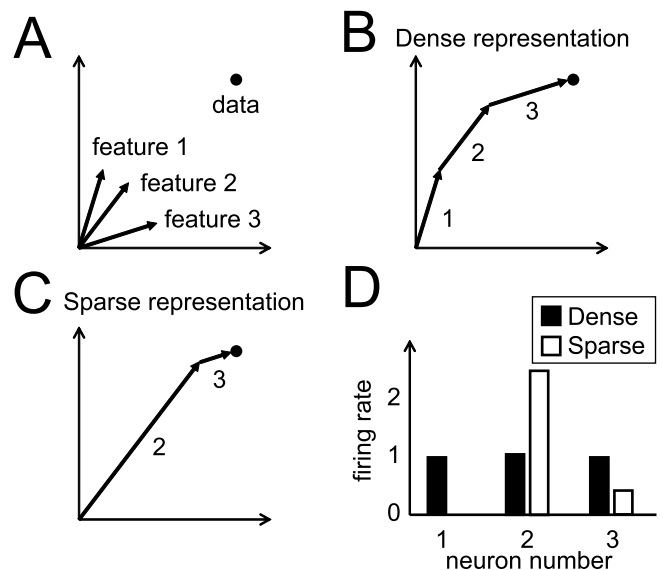 A
data
feature 1
feature 2
feature 3
B
Dense representation
1
2
3
C
Sparse representation
2
3
D
Dense
Sparse
firing rate
2
1
0
1 2 3
neuron number